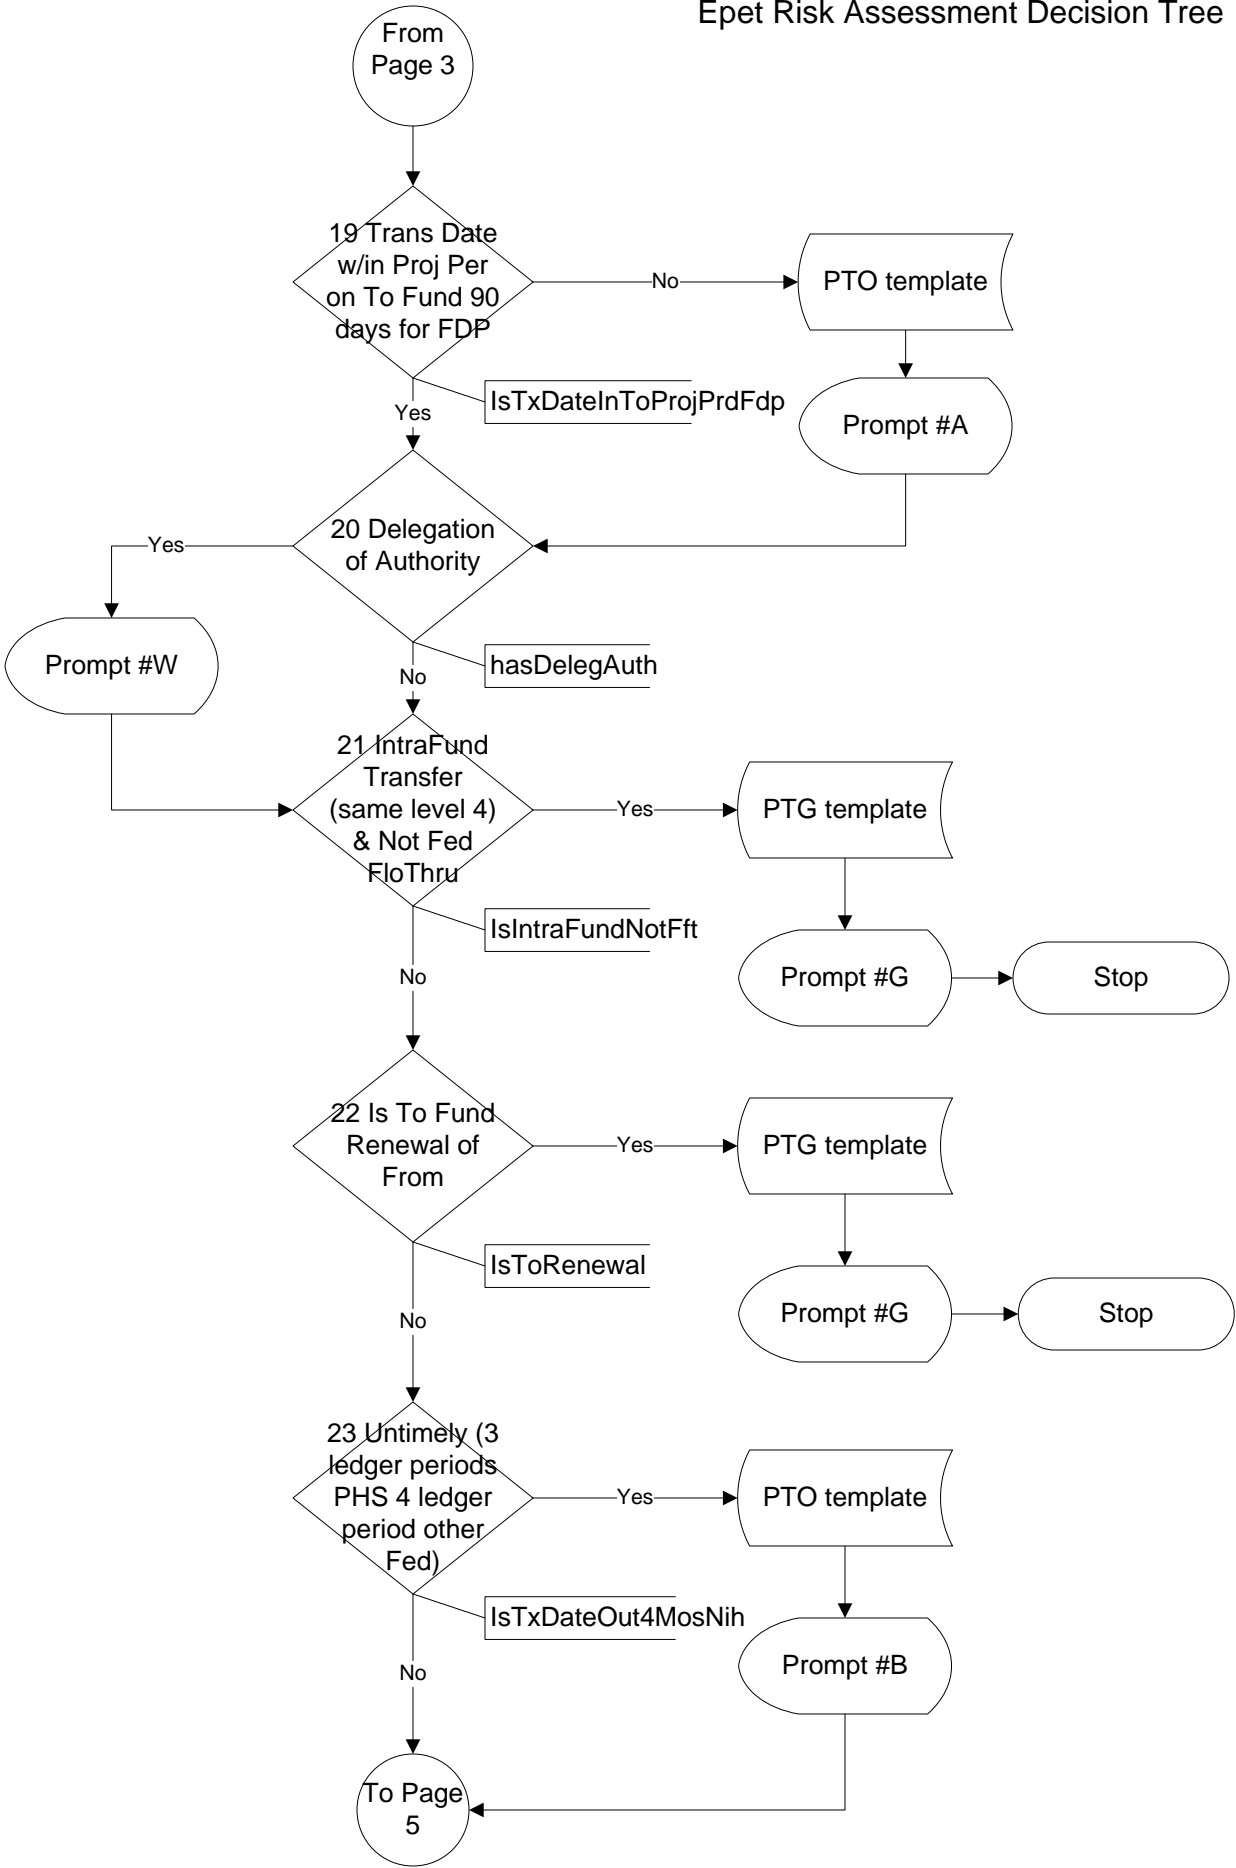 Epet Risk Assessment Decision Tree
From
Page 3
19 Trans Date
w/in Proj Per
on To Fund 90
days for FDP
No
PTO template
IsTxDateInToProjPrdFdp
Yes
Prompt #A
20 Delegation
of Authority
Yes
Prompt #W
hasDelegAuth
No
21 IntraFund
Transfer
(same level 4)
& Not Fed
FloThru
Yes
PTG template
IsIntraFundNotFft
No
Prompt #G
Stop
22 Is To Fund
Renewal of
From
Yes
PTG template
IsToRenewal
No
Prompt #G
Stop
23 Untimely (3
ledger periods
PHS 4 ledger
period other
Fed)
Yes
PTO template
IsTxDateOut4MosNih
No
Prompt #B
To Page
5